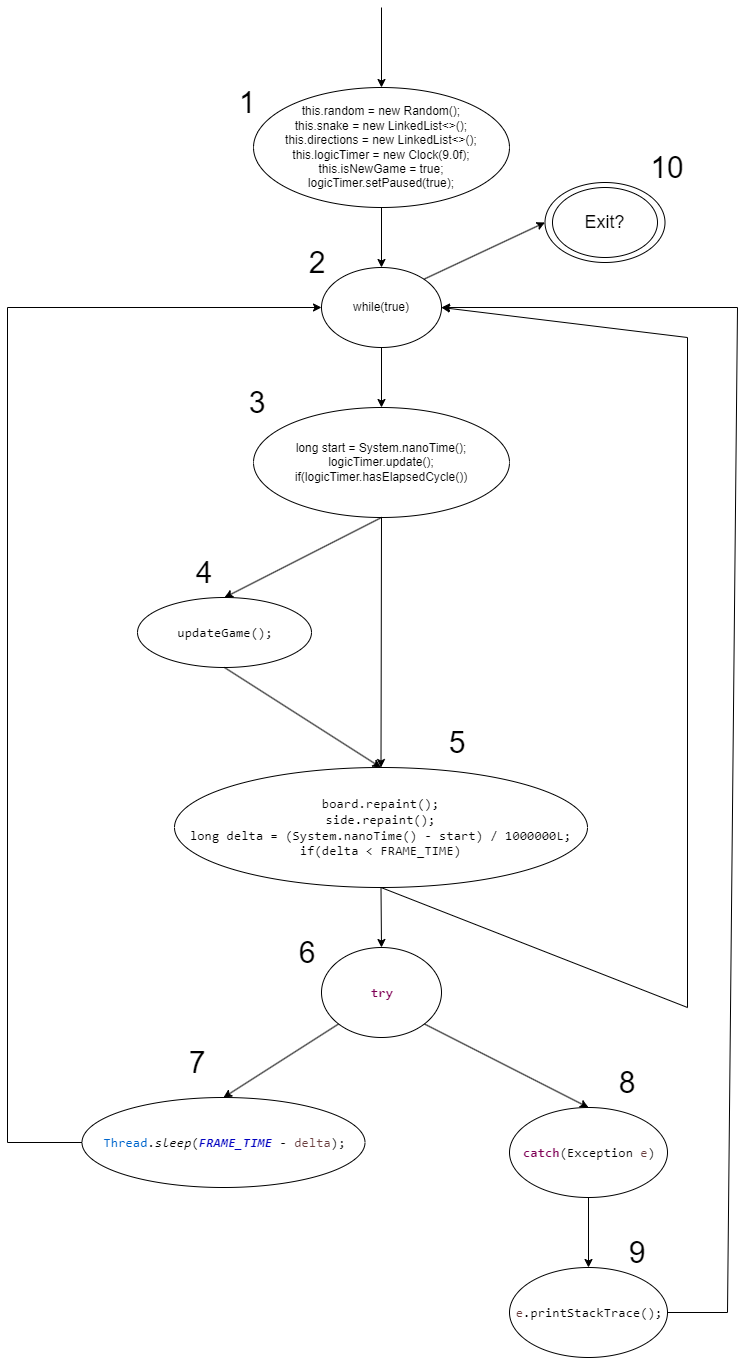 1
this.random = new Random();
this.snake = new LinkedList<>();
this.directions = new LinkedList<>();
this.logicTimer = new Clock(9.0f);
this.isNewGame = true;
logicTimer.setPaused(true);
10
Exit?
2
while(true)
3
long start = System.nanoTime();
logicTimer.update();
if(logicTimer.hasElapsedCycle())
4
updateGame();
5
board.repaint();
side.repaint();
long delta = (System.nanoTime() - start) / 1000000L;
if(delta < FRAME_TIME)
6
try
7
Thread.sleep(FRAME_TIME - delta);
8
catch(Exception e)
9
e.printStackTrace();